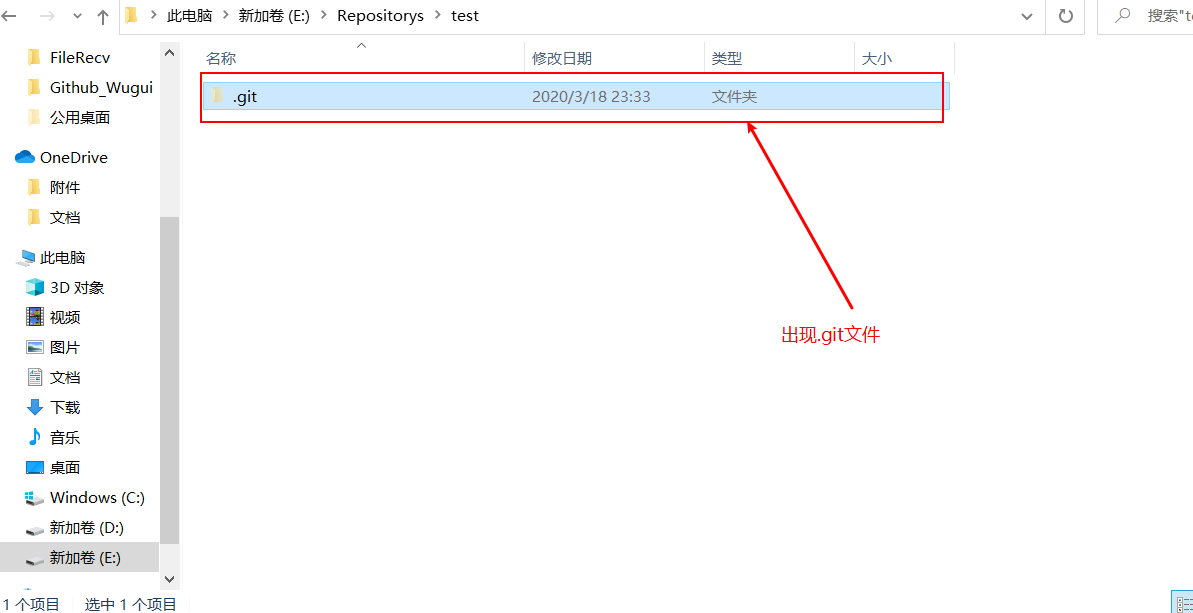 此电脑 新加卷 (E:) Repositorys test
搜索"te
名称 修改日期 类型 大小
.git 2020/3/18 23:33 文件夹
出现.git文件
FileRecv
Github_Wugui
公用桌面
OneDrive
附件
文档
此电脑
3D 对象
视频
图片
文档
下载
音乐
桌面
Windows (C:)
新加卷 (D:)
新加卷 (E:)
1 个项目 选中 1 个项目